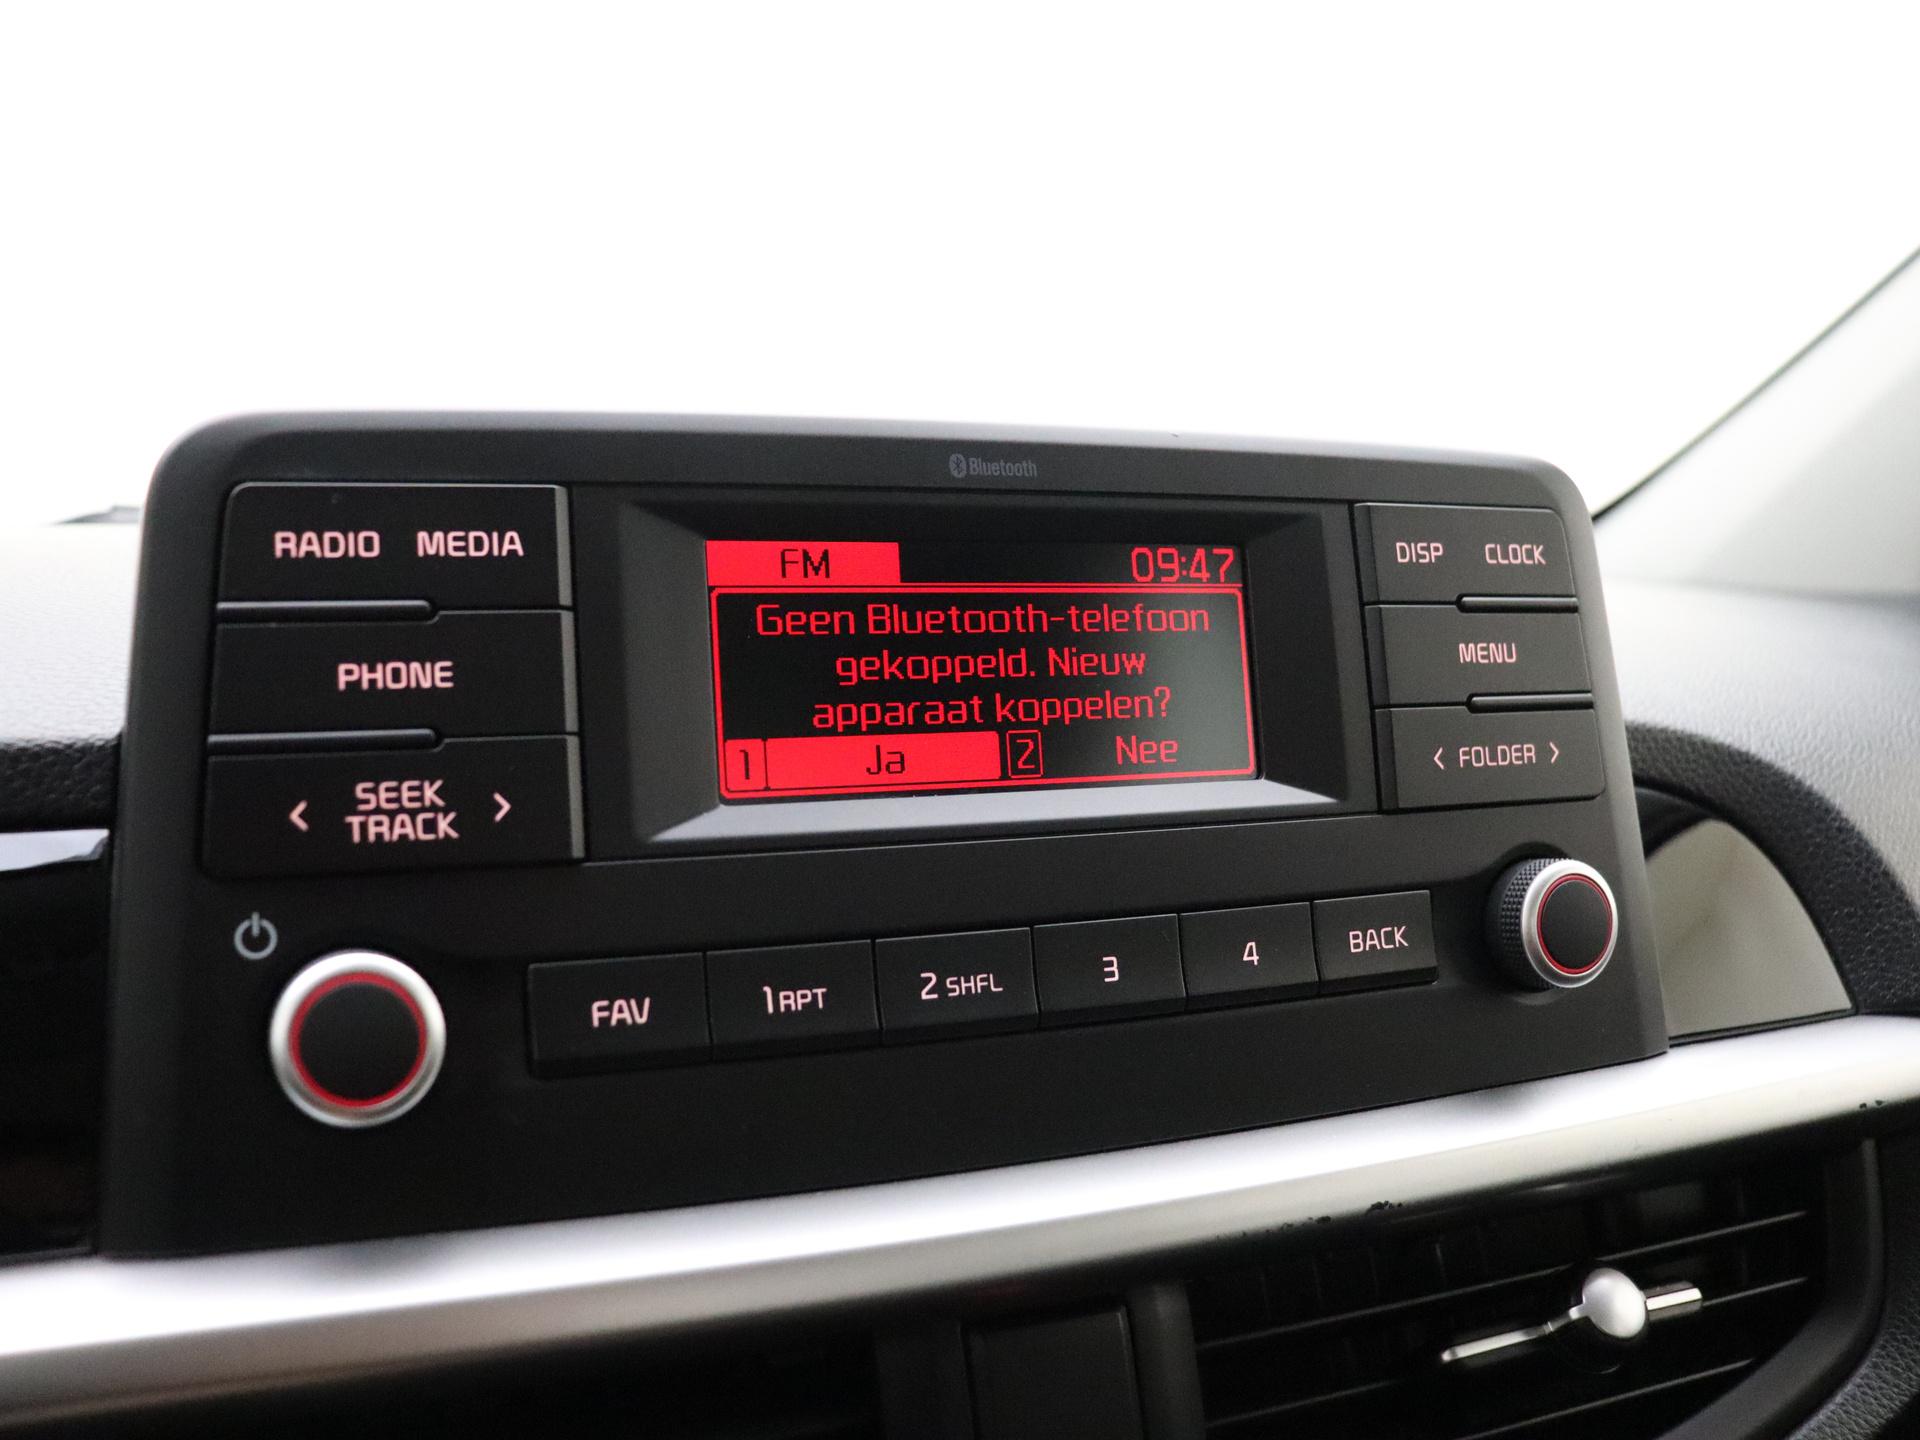 Bluetooth
RADIO MEDIA
PHONE
< SEEK TRACK >
FM 09:47
Geen Bluetooth-telefoon
gekoppeld. Nieuw
apparaat koppelen?
1 Ja 2 Nee
DISP CLOCK
MENU
< FOLDER >
FAV 1 RPT 2 SHFL 3 4 BACK